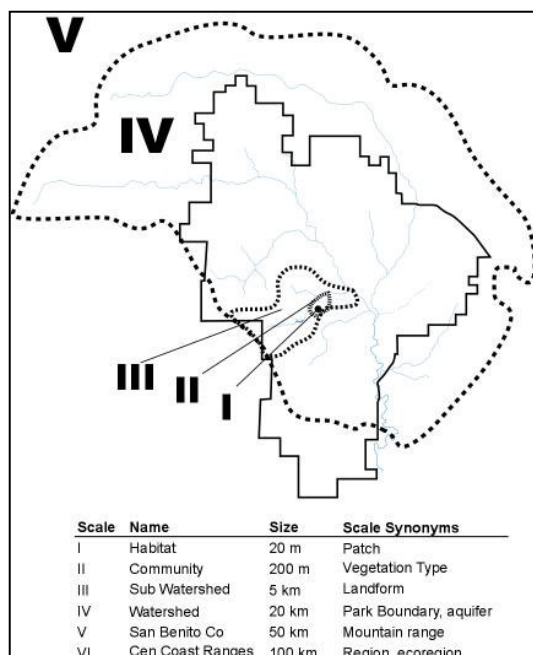 V
IV
III
II
I
Scale Name Size Scale Synonyms
I Habitat 20 m Patch
II Community 200 m Vegetation Type
III Sub Watershed 5 km Landform
IV Watershed 20 km Park Boundary, aquifer
V San Benito Co 50 km Mountain range
VI Cen Coast Ranges 100 km Region, ecoregion